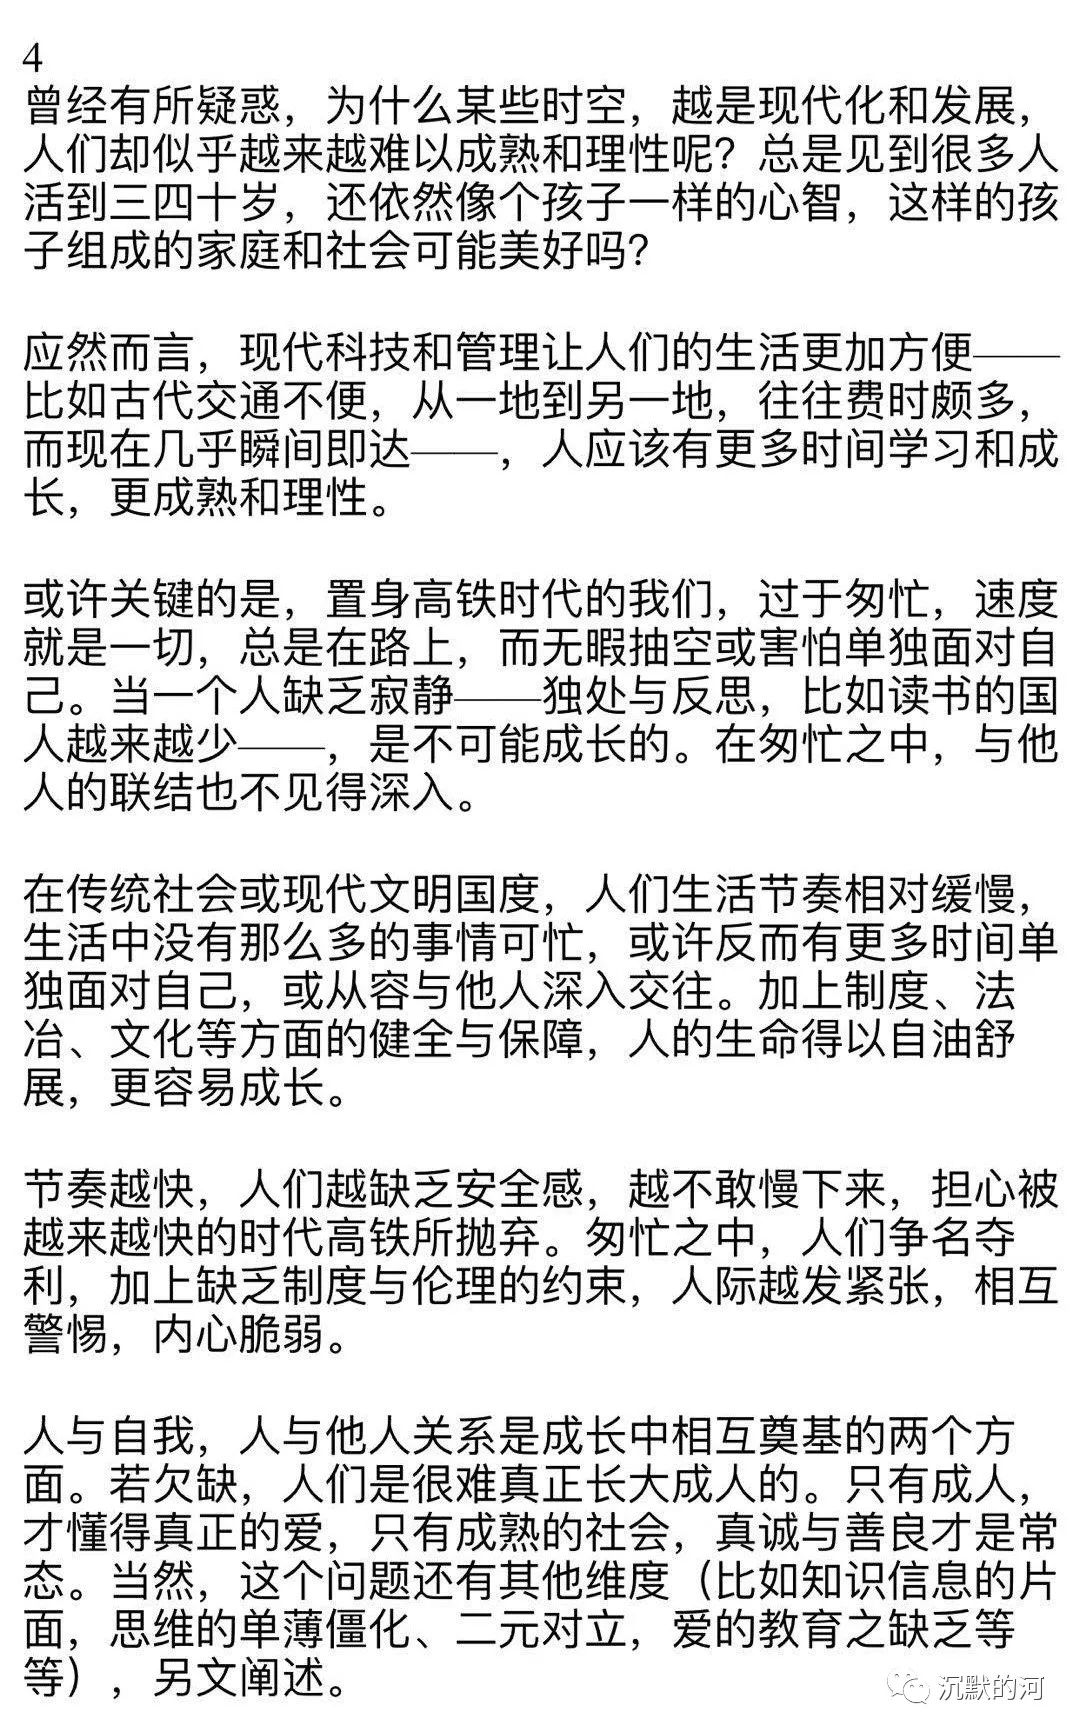 4
曾经有所疑惑，为什么某些时空，越是现代化和发展，
人们却似乎越来越难以成熟和理性呢？总是见到很多人
活到三四十岁，还依然像个孩子一样的心智，这样的孩
子组成的家庭和社会可能美好吗？
应然而言，现代科技和管理让人们的生活更加方便——
比如古代交通不便，从一地到另一地，往往费时颇多，
而现在几乎瞬间即达——，人应该有更多时间学习和成
长，更成熟和理性。
或许关键的是，置身高铁时代的我们，过于匆忙，速度
就是一切，总是在路上，而无暇抽空或害怕单独面对自
己。当一个人缺乏寂静——独处与反思，比如读书的国
人越来越少——，是不可能成长的。在匆忙之中，与他
人的联结也不见得深入。
在传统社会或现代文明国度，人们生活节奏相对缓慢，
生活中没有那么多的事情可忙，或许反而有更多时间单
独面对自己，或从容与他人深入交往。加上制度、法
冶、文化等方面的健全与保障，人的生命得以自油舒
展，更容易成长。
节奏越快，人们越缺乏安全感，越不敢慢下来，担心被
越来越快的时代高铁所抛弃。匆忙之中，人们争名夺
利，加上缺乏制度与伦理的约束，人际越发紧张，相互
警惕，内心脆弱。
人与自我，人与他人关系是成长中相互奠基的两个方
面。若欠缺，人们是很难真正长大成人的。只有成人，
才懂得真正的爱，只有成熟的社会，真诚与善良才是常
态。当然，这个问题还有其他维度（比如知识信息的片
面，思维的单薄僵化、二元对立，爱的教育之缺乏等
等），另文阐述。
沉默的河